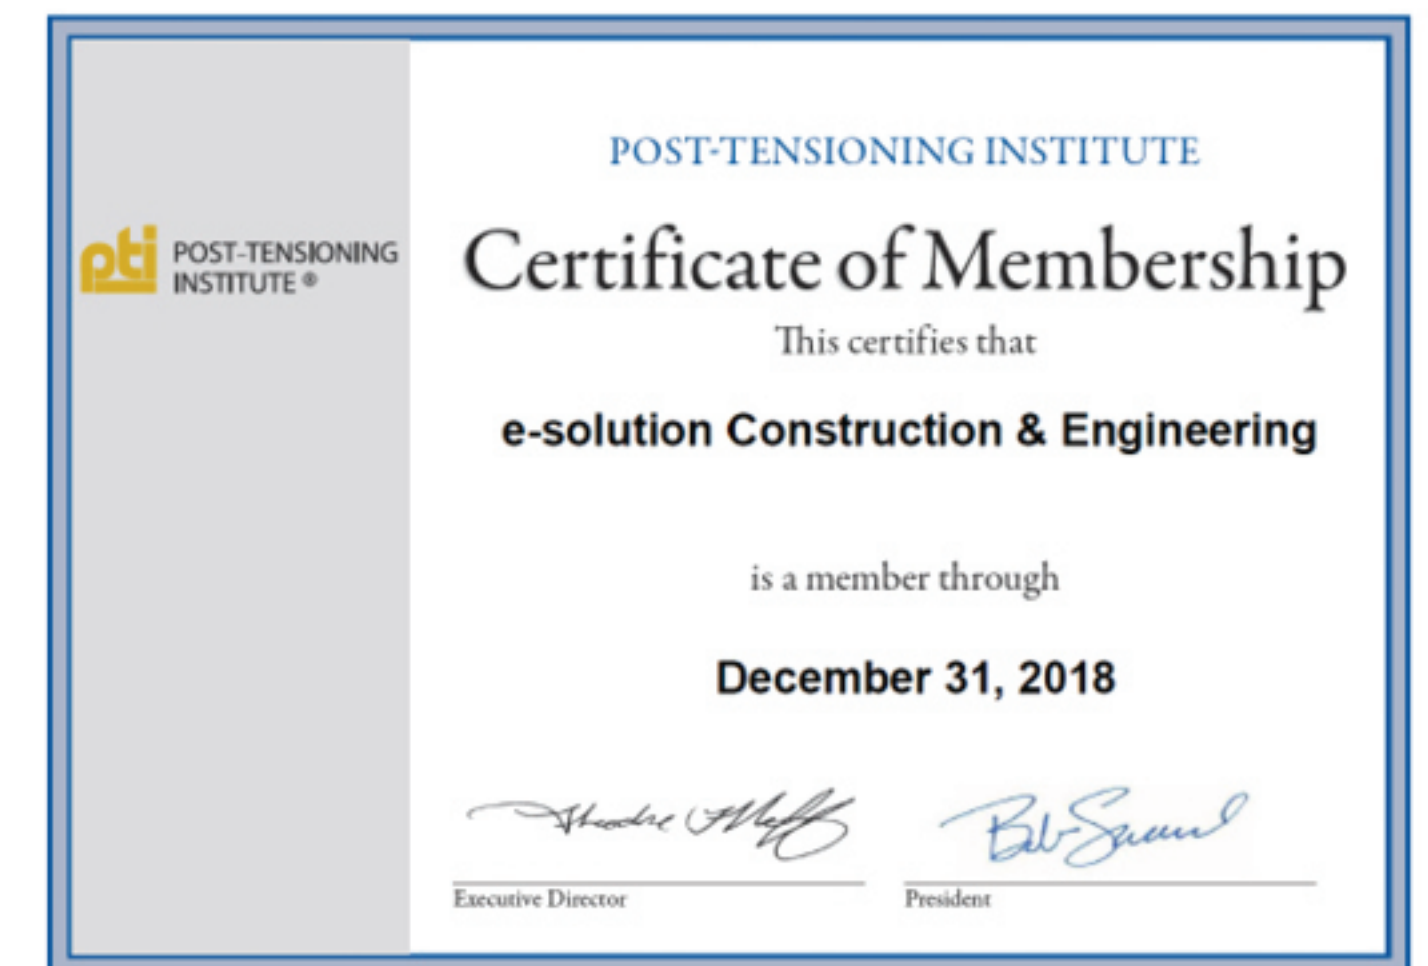 pti POST-TENSIONING
INSTITUTE ®
POST-TENSIONING INSTITUTE
Certificate of Membership
This certifies that
e-solution Construction & Engineering
is a member through
December 31, 2018
Executive Director
President